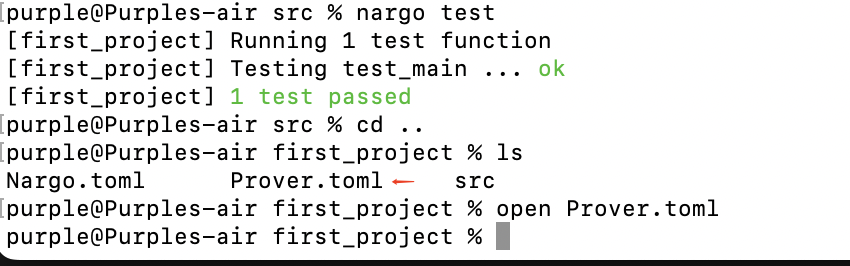 purple@Purples-air src % nargo test
[first_project] Running 1 test function
[first_project] Testing test_main ... ok
[first_project] 1 test passed
purple@Purples-air src % cd ..
purple@Purples-air first_project % ls
Nargo.toml Prover.toml src
purple@Purples-air first_project % open Prover.toml
purple@Purples-air first_project %